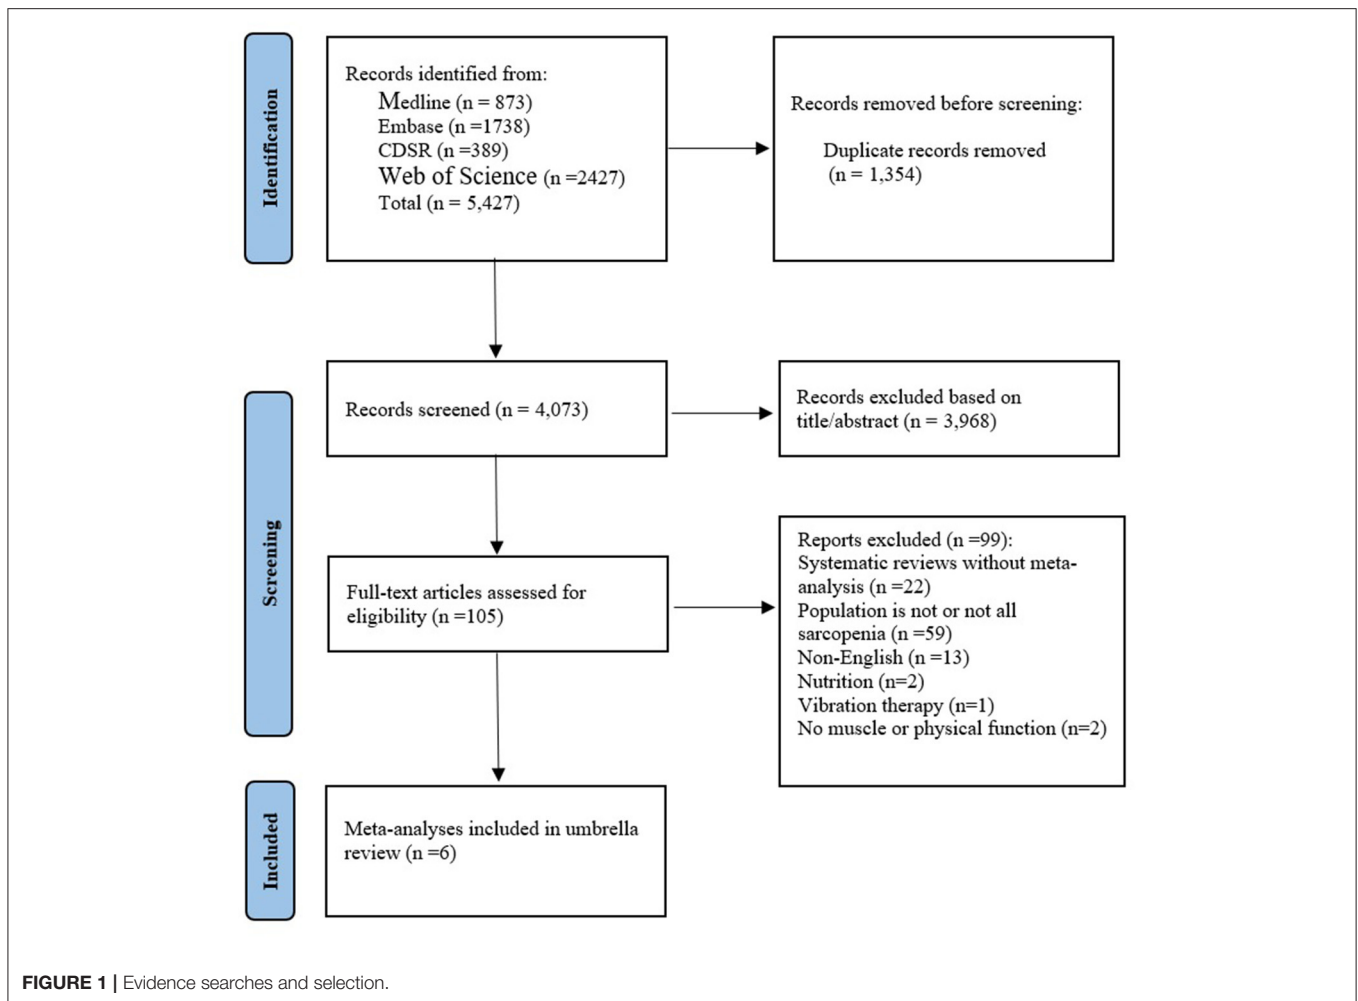 Identification
Records identified from:
Medline (n = 873)
Embase (n =1738)
CDSR (n =389)
Web of Science (n =2427)
Total (n = 5,427)
Records removed before screening:
Duplicate records removed
(n = 1,354)
Screening
Records screened (n = 4,073)
Records excluded based on
title/abstract (n = 3,968)
Full-text articles assessed for
eligibility (n =105)
Reports excluded (n =99):
Systematic reviews without meta-
analysis (n =22)
Population is not or not all
sarcopenia (n =59)
Non-English (n =13)
Nutrition (n=2)
Vibration therapy (n=1)
No muscle or physical function (n=2)
Included
Meta-analyses included in umbrella
review (n =6)
FIGURE 1 | Evidence searches and selection.